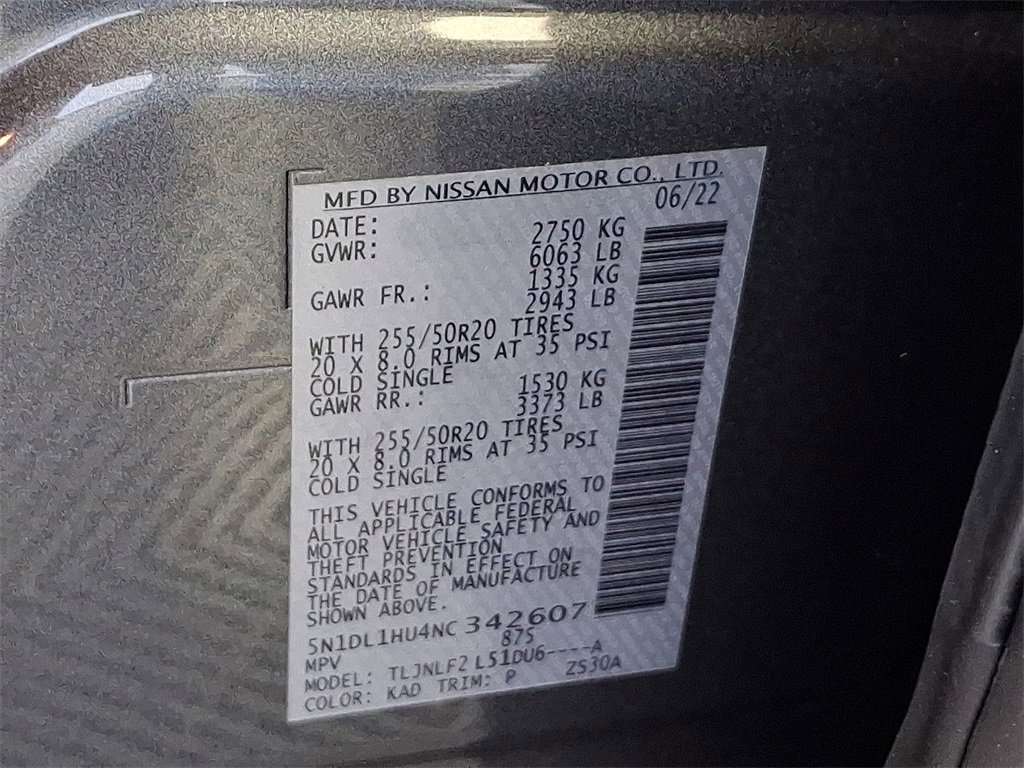 MFD BY NISSAN MOTOR CO., LTD.
DATE: 06/22
GVWR: 2750 KG
6063 LB
GAWR FR.: 1335 KG
2943 LB
WITH 255/50R20 TIRES
20 X 8.0 RIMS AT 35 PSI
COLD SINGLE
GAWR RR.: 1530 KG
3373 LB
WITH 255/50R20 TIRES
20 X 8.0 RIMS AT 35 PSI
COLD SINGLE
THIS VEHICLE CONFORMS TO
ALL APPLICABLE FEDERAL
MOTOR VEHICLE SAFETY AND
THEFT PREVENTION
STANDARDS IN EFFECT ON
THE DATE OF MANUFACTURE
SHOWN ABOVE.
5N1DL1HU4NC 342607
MPV 875
MODEL: TLJNLF2 L51DU6----A
COLOR: KAD TRIM: P ZS30A